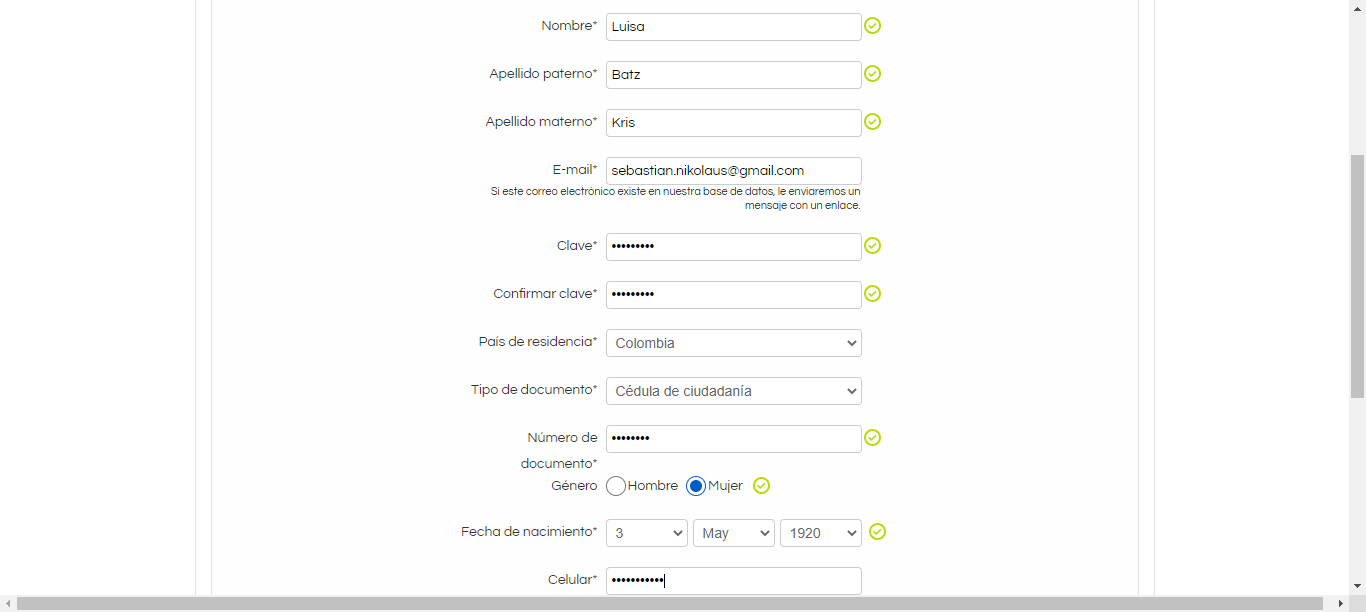 Nombre* Luisa
Apellido paterno* Batz
Apellido materno* Kris
E-mail* sebastian.nikolaus@gmail.com
Si este correo electrónico existe en nuestra base de datos, le enviaremos un
mensaje con un enlace.
Clave* •••••••••
Confirmar clave* •••••••••
País de residencia* Colombia
Tipo de documento* Cédula de ciudadanía
Número de ••••••••
documento*
Género Hombre Mujer
Fecha de nacimiento* 3 May 1920
Celular* •••••••••••